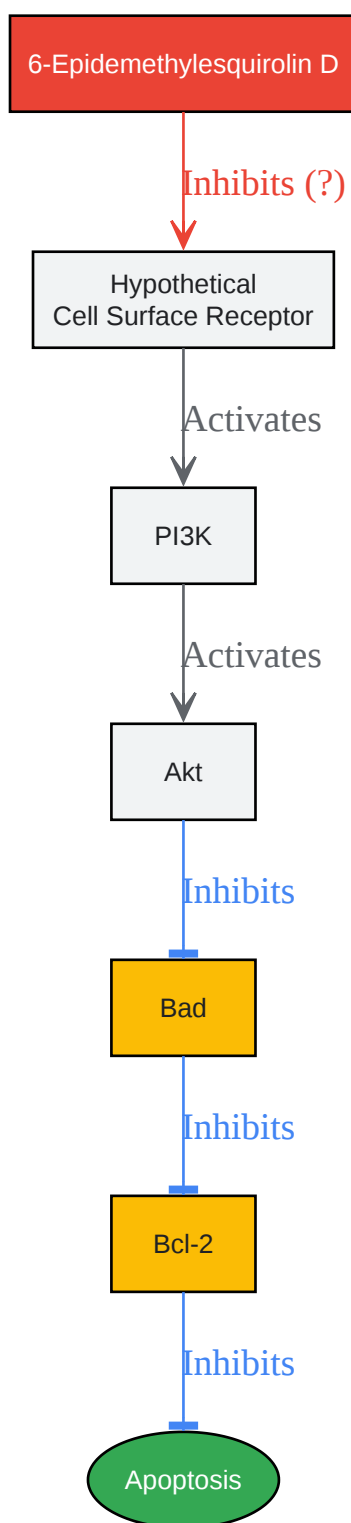 6-Epidemethylesquirolin D
Inhibits (?)
Hypothetical
Cell Surface Receptor
Activates
PI3K
Activates
Akt
Inhibits
Bad
Inhibits
Bcl-2
Inhibits
Apoptosis